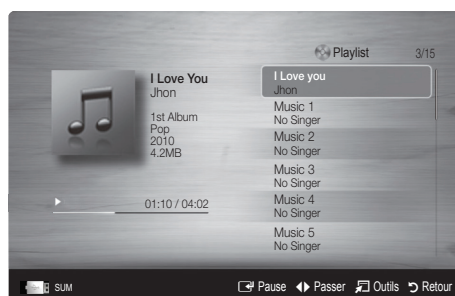 Playlist 3/15
I Love You
Jhon
1st Album
Pop
2010
4.2MB
01:10 / 04:02
I Love you
Jhon
Music 1
No Singer
Music 2
No Singer
Music 3
No Singer
Music 4
No Singer
Music 5
No Singer
SUM Pause Passer Outils Retour